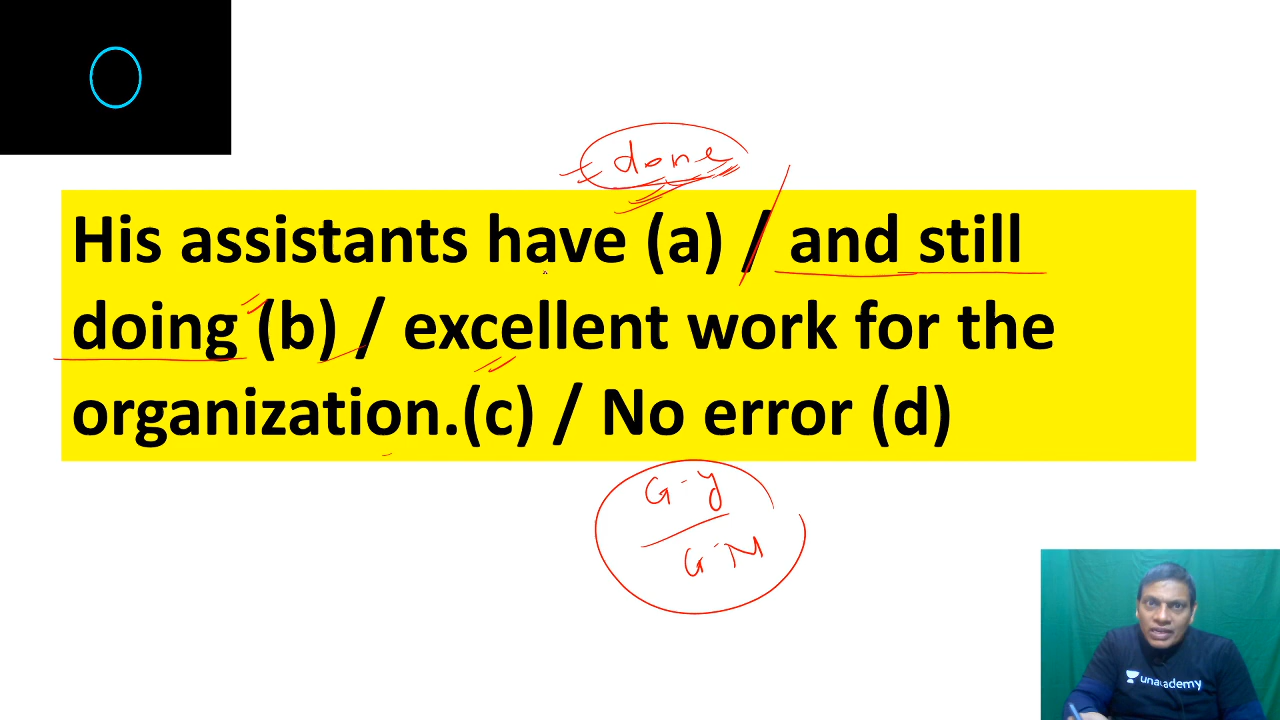 done
His assistants have (a) / and still
doing (b) / excellent work for the
organization.(c) / No error (d)
G-y
G-M
unacademy